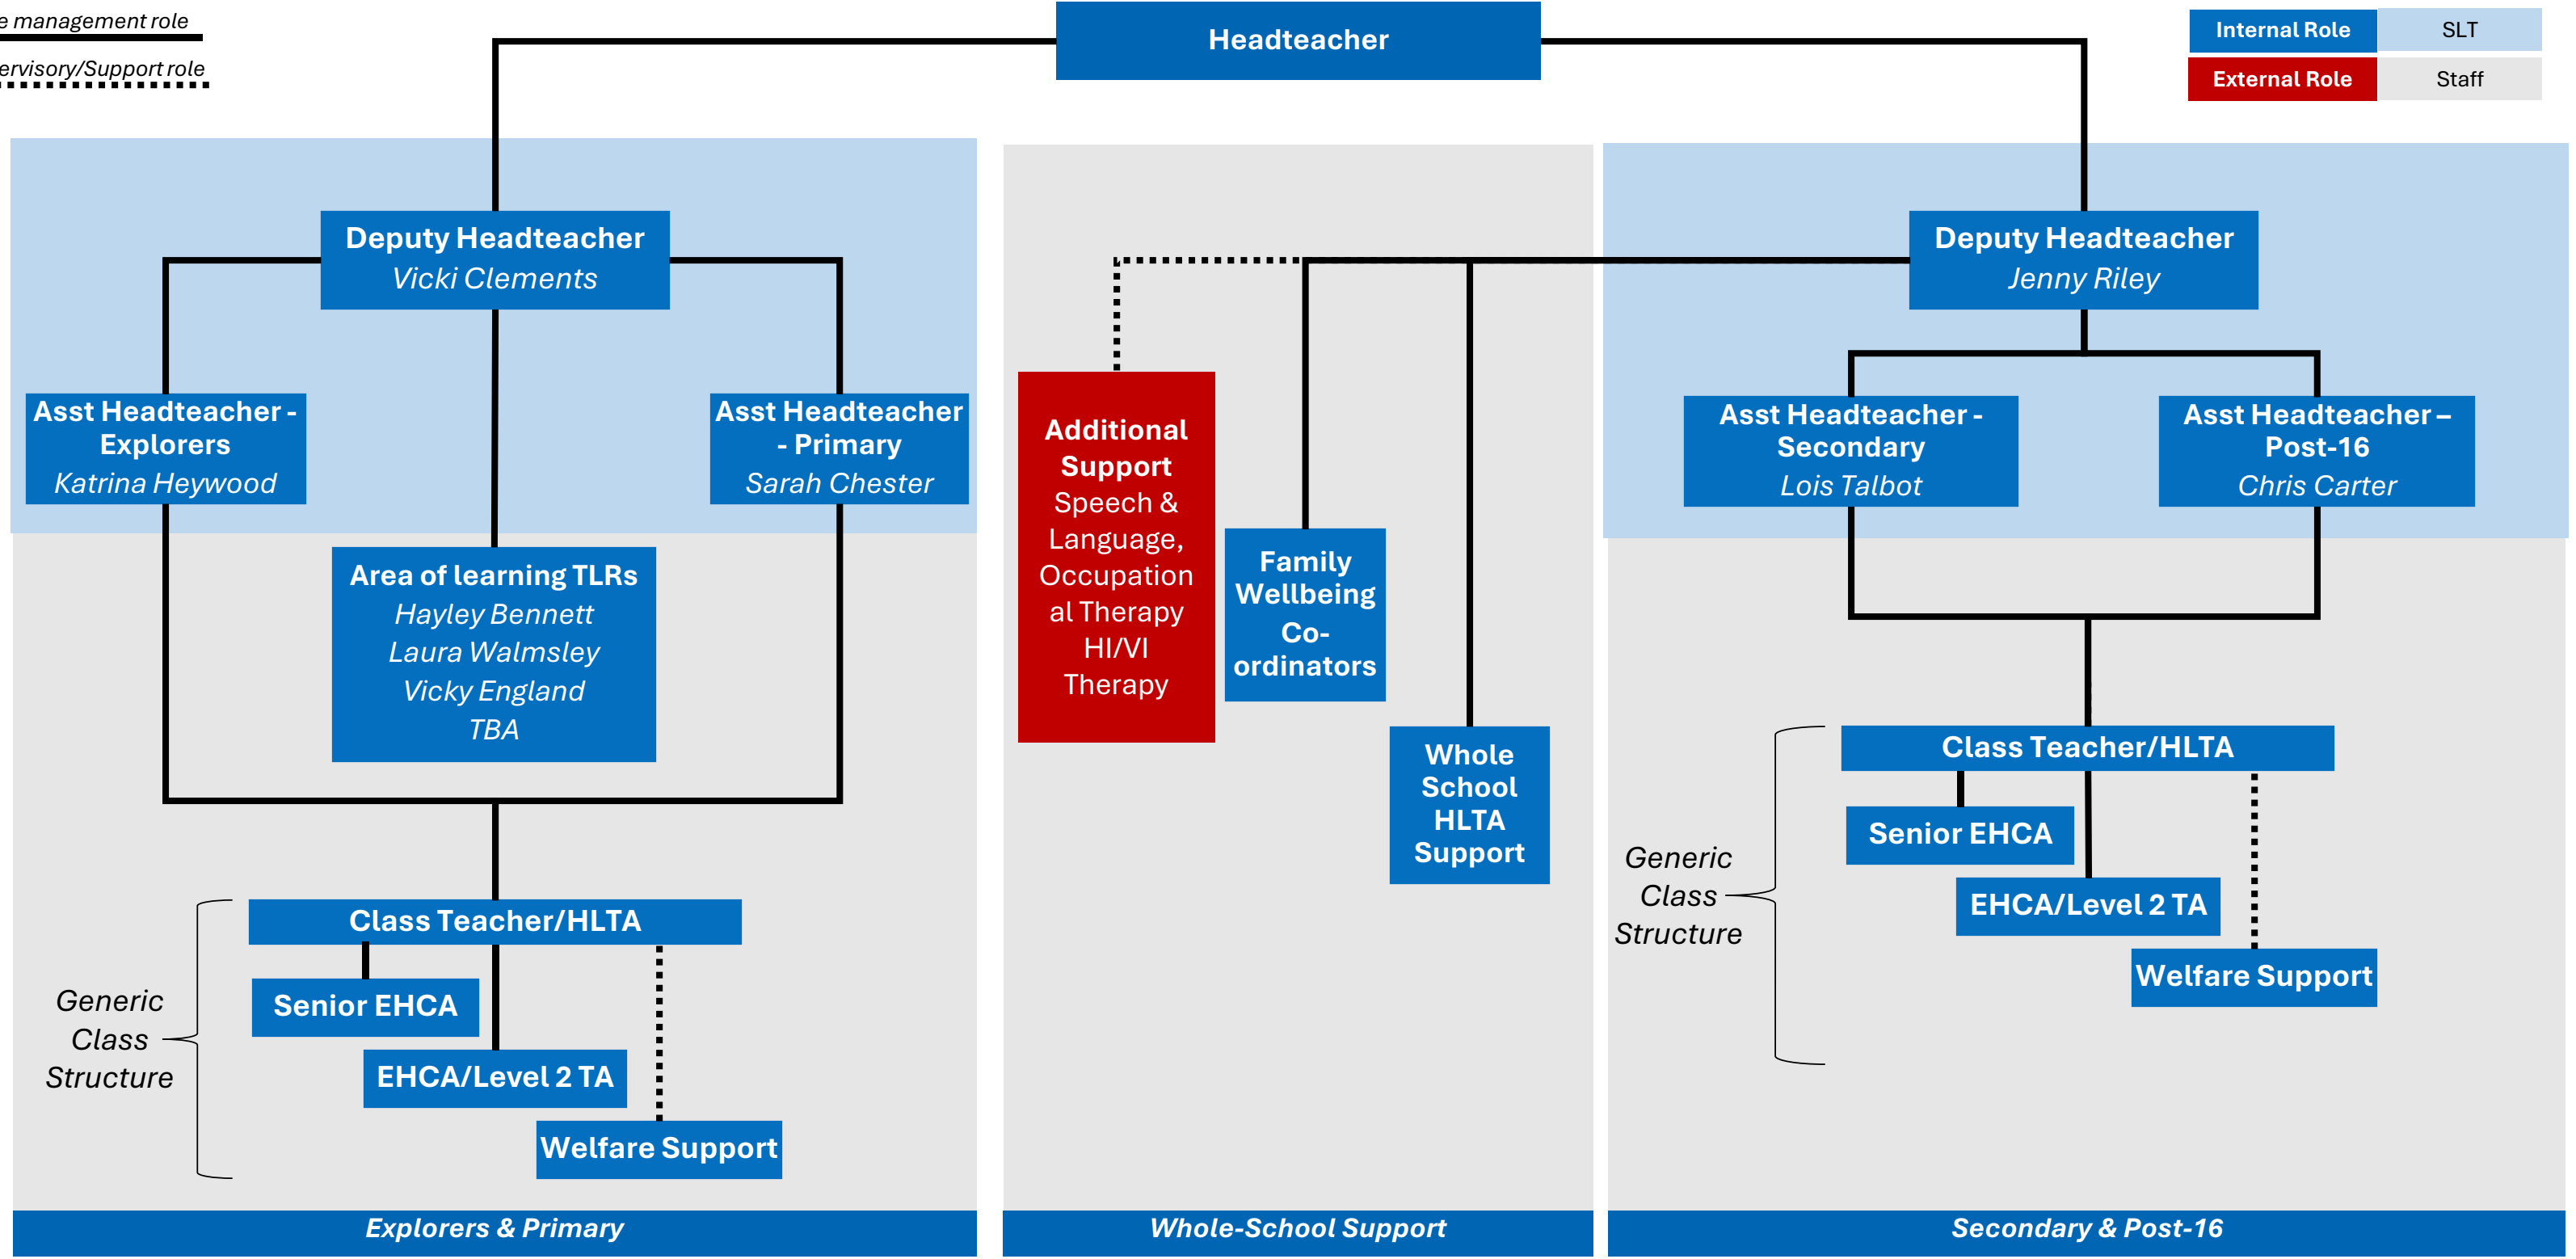 management role
/Support role
Headteacher
Internal Role
SLT
External Role
Staff
Deputy Headteacher
Vicki Clements
Asst Headteacher -
Explorers
Katrina Heywood
Asst Headteacher
- Primary
Sarah Chester
Area of learning TLRs
Hayley Bennett
Laura Walmsley
Vicky England
TBA
Class Teacher/HLTA
Senior EHCA
EHCA/Level 2 TA
Welfare Support
Generic
Class
Structure
Explorers & Primary
Additional
Support
Speech &
Language,
Occupation
al Therapy
HI/VI
Therapy
Family
Wellbeing
Co-
ordinators
Whole
School
HLTA
Support
Whole-School Support
Deputy Headteacher
Jenny Riley
Asst Headteacher -
Secondary
Lois Talbot
Asst Headteacher –
Post-16
Chris Carter
Class Teacher/HLTA
Senior EHCA
EHCA/Level 2 TA
Welfare Support
Generic
Class
Structure
Secondary & Post-16